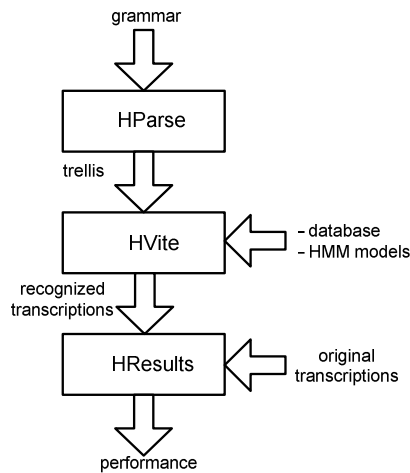 grammar
HParse
trellis
HVite
– database
– HMM models
recognized
transcriptions
HResults
original
transcriptions
performance